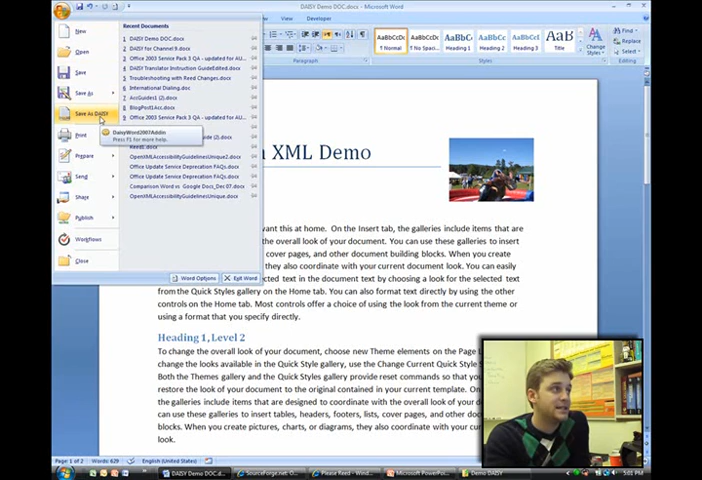 DAISY Demo DOC.docx - Microsoft Word
View Developer
New
Open
Save
Save As
Save As DAISY
Print
Prepare
Send
Share
Publish
Workflows
Close
Recent Documents
1 DAISY Demo DOC.docx
2 DAISY for Channel 9.docx
3 Office 2003 Service Pack 3 QA - updated for AU...
4 DAISY Translator Instruction GuideEdited.docx
5 Troubleshooting with Reed Changes.docx
6 International Dialing.doc
7 AccGuides1 (2).docx
8 BlogPost1Acc.docx
9 Office 2003 Service Pack 3 QA - updated for AU...
DaisyWord2007Addin
Press F1 for more help.
OpenXMLAccessibilityGuidelinesUnique2.docx
Office Update Service Deprecation FAQs.docx
Office Update Service Deprecation FAQs.docx
Comparison Word vs Google Docs_Dec 07.docx
OpenXMLAccessibilityGuidelinesUnique.docx
Word Options Exit Word
Paragraph
AaBbCcDc AaBbCcDc AaBbCc AaBbCc AaBbCc AaB
¶ Normal ¶ No Spaci... Heading 1 Heading 2 Heading 3 Title
Change
Styles
Styles
Find
Replace
Select
Editing
XML Demo
want this at home. On the Insert tab, the galleries include items that are
the overall look of your document. You can use these galleries to insert
cover pages, and other document building blocks. When you create
they also coordinate with your current document look. You can easily
selected text in the document text by choosing a look for the selected text
from the Quick Styles gallery on the Home tab. You can also format text directly by using the other
controls on the Home tab. Most controls offer a choice of using the look from the current theme or
using a format that you specify directly.
Heading 1, Level 2
To change the overall look of your document, choose new Theme elements on the Page L
change the looks available in the Quick Style gallery, use the Change Current Quick Style
Both the Themes gallery and the Quick Styles gallery provide reset commands so that you
restore the look of your document to the original contained in your current template. On
the galleries include items that are designed to coordinate with the overall look of your
can use these galleries to insert tables, headers, footers, lists, cover pages, and other docu
blocks. When you create pictures, charts, or diagrams, they also coordinate with your curr
look.
Page: 1 of 2 Words: 629 English (United States)
DAISY Demo DOC.d... SourceForge.net: O... Please Reed - Wind... Microsoft PowerPo... Demo DAISY 5:01 PM